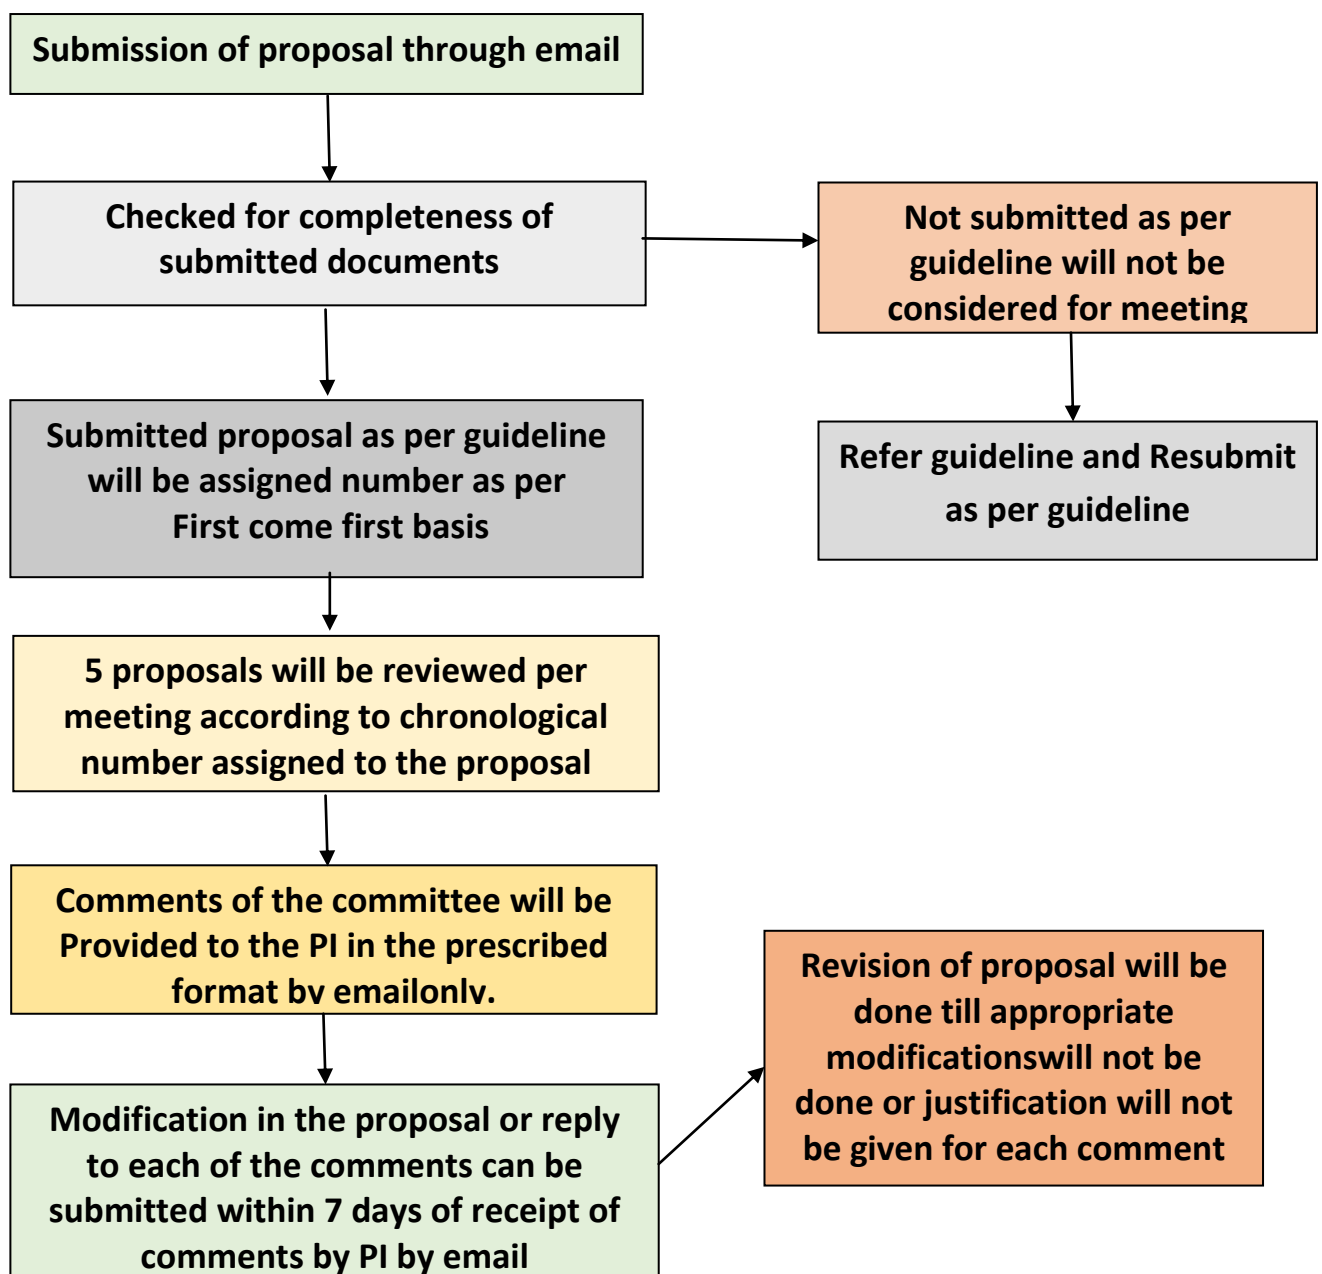 Submission of proposal through email
Checked for completeness of
submitted documents
Not submitted as per
guideline will not be
considered for meeting
Submitted proposal as per guideline
will be assigned number as per
First come first basis
Refer guideline and Resubmit
as per guideline
5 proposals will be reviewed per
meeting according to chronological
number assigned to the proposal
Comments of the committee will be
Provided to the PI in the prescribed
format by emailonly.
Revision of proposal will be
done till appropriate
modificationswill not be
done or justification will not
be given for each comment
Modification in the proposal or reply
to each of the comments can be
submitted within 7 days of receipt of
comments by PI by email